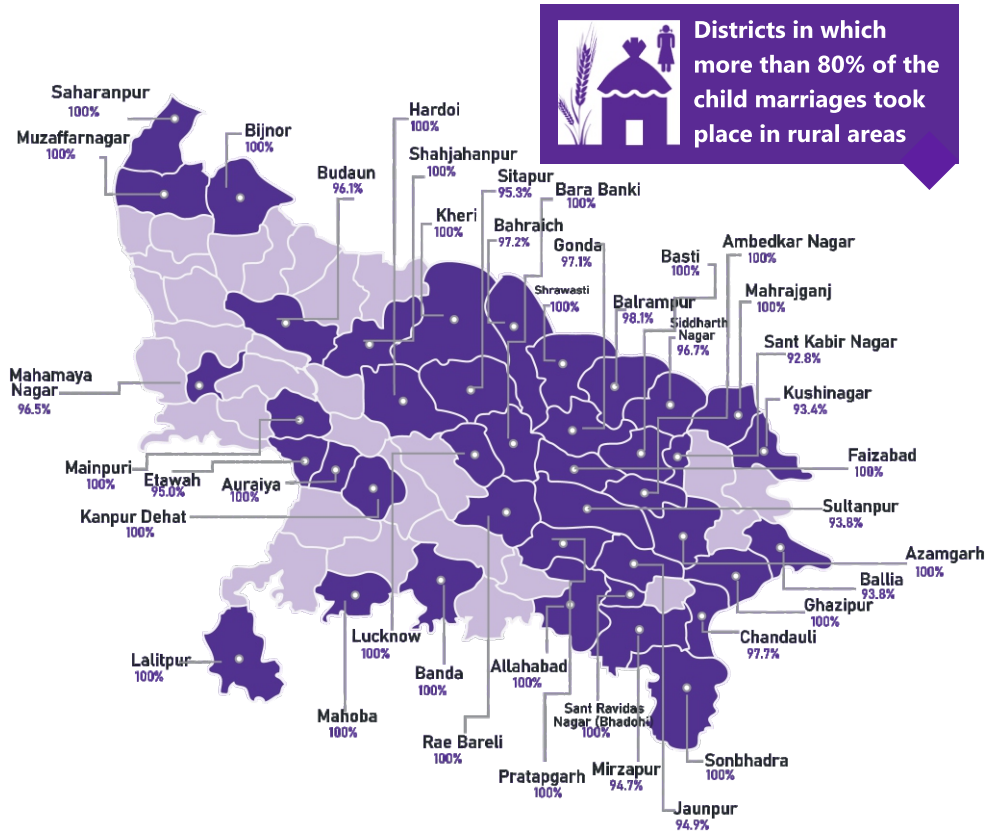 Districts in which
more than 80% of the
child marriages took
place in rural areas
Saharanpur
100%
Muzaffarnagar
100%
Bijnor
100%
Budaun
96.1%
Hardoi
100%
Shahjahanpur
100%
Kheri
100%
Sitapur
95.3%
Bahraich
97.2%
Bara Banki
100%
Gonda
97.1%
Shrawasti
100%
Balrampur
98.1%
Basti
100%
Siddharth
Nagar
96.7%
Ambedkar Nagar
100%
Mahrajganj
100%
Sant Kabir Nagar
92.8%
Kushinagar
93.4%
Faizabad
100%
Sultanpur
93.8%
Azamgarh
100%
Ballia
93.8%
Ghazipur
100%
Chandauli
97.7%
Sonbhadra
100%
Jaunpur
94.9%
Mirzapur
94.7%
Sant Ravidas
Nagar (Bhadohi)
100%
Pratapgarh
100%
Allahabad
100%
Rae Bareli
100%
Banda
100%
Lucknow
100%
Mahoba
100%
Lalitpur
100%
Kanpur Dehat
100%
Auraiya
100%
Etawah
95.0%
Mainpuri
100%
Mahamaya
Nagar
96.5%